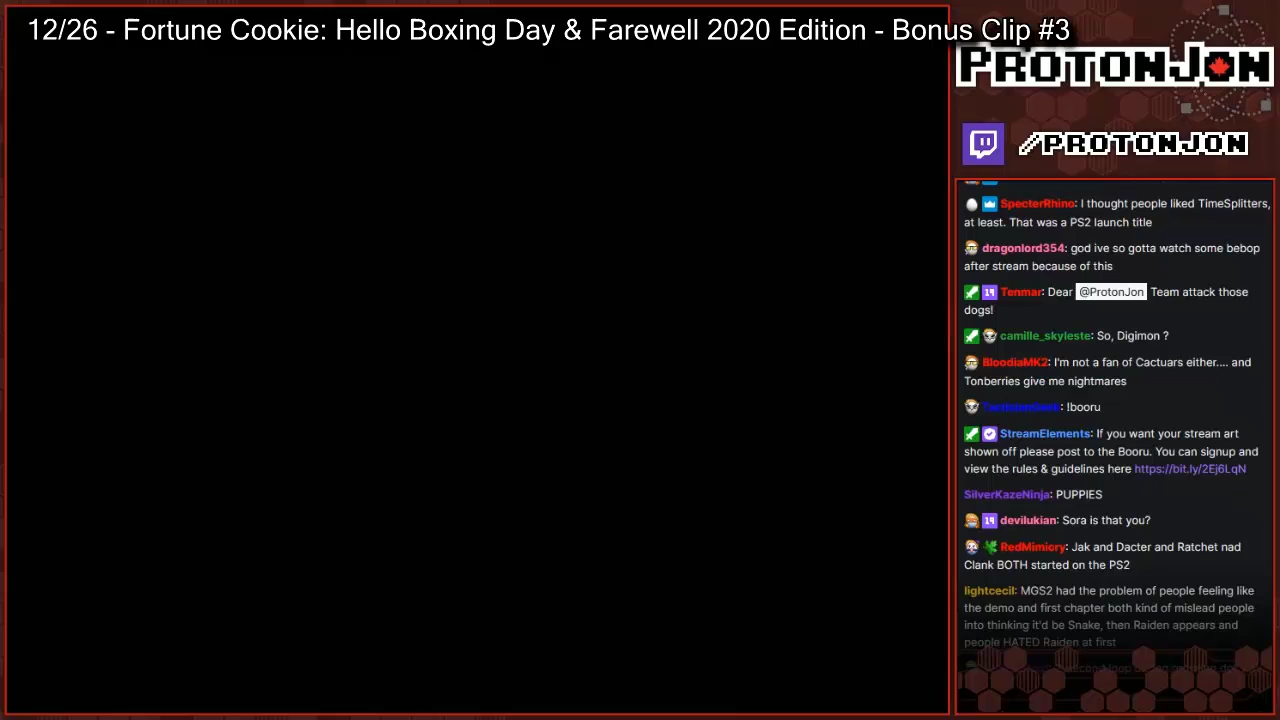 12/26 - Fortune Cookie: Hello Boxing Day & Farewell 2020 Edition - Bonus Clip #3
PROTONJON
/PROTONJON
SpecterRhino: I thought people liked TimeSplitters,
at least. That was a PS2 launch title
dragonlord354: god ive so gotta watch some bebop
after stream because of this
Tenmar: Dear @ProtonJon Team attack those
dogs!
camille_skyleste: So, Digimon ?
BloodiaMK2: I'm not a fan of Cactuars either.... and
Tonberries give me nightmares
: !booru
StreamElements: If you want your stream art
shown off please post to the Booru. You can signup and
view the rules & guidelines here https://bit.ly/2Ej6LqN
SilverKazeNinja: PUPPIES
devilukian: Sora is that you?
RedMimicry: Jak and Dacter and Ratchet nad
Clank BOTH started on the PS2
lightcecil: MGS2 had the problem of people feeling like
the demo and first chapter both kind of mislead people
into thinking it'd be Snake, then Raiden appears and
people HATED Raiden at first